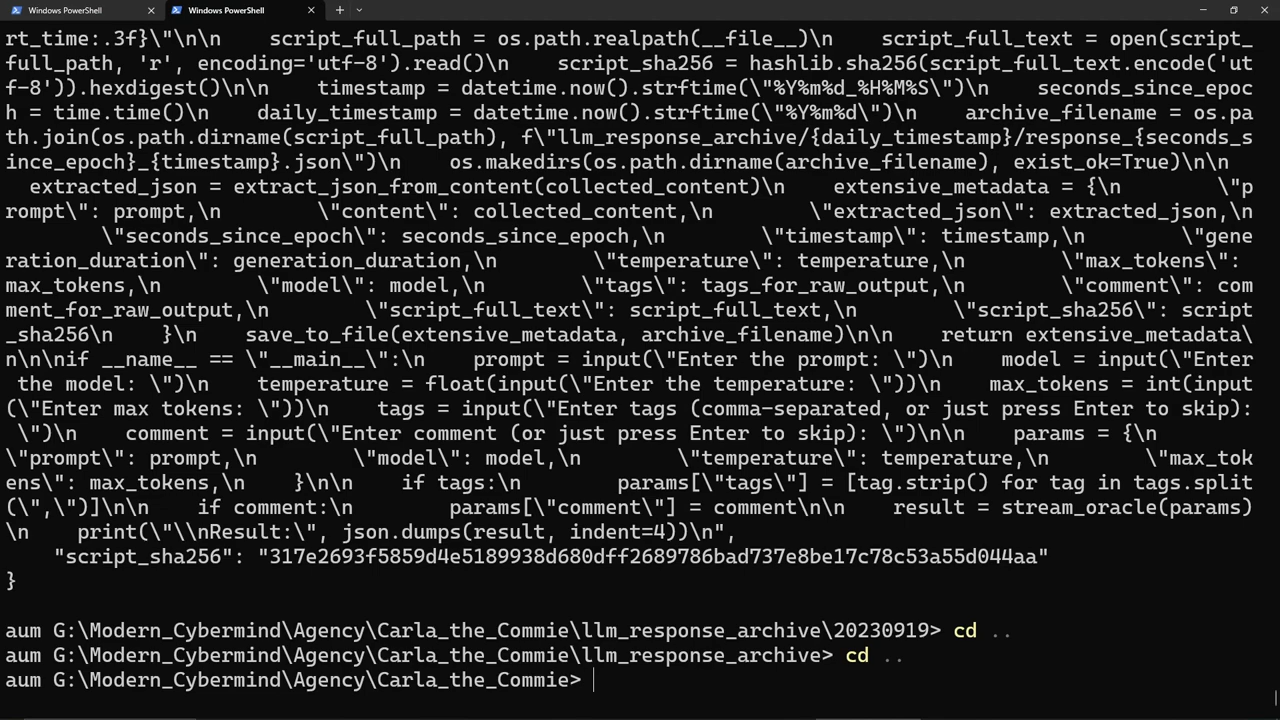 Windows PowerShell
Windows PowerShell
rt_time:.3f}\"\n\n    script_full_path = os.path.realpath(__file__)\n    script_full_text = open(script_
full_path, 'r', encoding='utf-8').read()\n    script_sha256 = hashlib.sha256(script_full_text.encode('ut
f-8')).hexdigest()\n\n    timestamp = datetime.now().strftime(\"%Y%m%d_%H%M%S\")\n    seconds_since_epoc
h = time.time()\n    daily_timestamp = datetime.now().strftime(\"%Y%m%d\")\n    archive_filename = os.pa
th.join(os.path.dirname(script_full_path), f\"llm_response_archive/{daily_timestamp}/response_{seconds_s
ince_epoch}_{timestamp}.json\")\n    os.makedirs(os.path.dirname(archive_filename), exist_ok=True)\n\n
  extracted_json = extract_json_from_content(collected_content)\n    extensive_metadata = {\n        \"p
rompt\": prompt,\n        \"content\": collected_content,\n        \"extracted_json\": extracted_json,\n
        \"seconds_since_epoch\": seconds_since_epoch,\n        \"timestamp\": timestamp,\n        \"gene
ration_duration\": generation_duration,\n        \"temperature\": temperature,\n        \"max_tokens\":
max_tokens,\n        \"model\": model,\n        \"tags\": tags_for_raw_output,\n        \"comment\": com
ment_for_raw_output,\n        \"script_full_text\": script_full_text,\n        \"script_sha256\": script
_sha256\n    }\n    save_to_file(extensive_metadata, archive_filename)\n\n    return extensive_metadata\
n\n\nif __name__ == \"__main__\":\n    prompt = input(\"Enter the prompt: \")\n    model = input(\"Enter
 the model: \")\n    temperature = float(input(\"Enter the temperature: \"))\n    max_tokens = int(input
(\"Enter max tokens: \"))\n    tags = input(\"Enter tags (comma-separated, or just press Enter to skip):
 \")\n    comment = input(\"Enter comment (or just press Enter to skip): \")\n\n    params = {\n
\"prompt\": prompt,\n        \"model\": model,\n        \"temperature\": temperature,\n        \"max_tok
ens\": max_tokens,\n    }\n\n    if tags:\n        params[\"tags\"] = [tag.strip() for tag in tags.split
(\",\")]\n\n    if comment:\n        params[\"comment\"] = comment\n\n    result = stream_oracle(params)
\n    print(\"\\nResult:\", json.dumps(result, indent=4))\n",
    "script_sha256": "317e2693f5859d4e5189938d680dff2689786bad737e8be17c78c53a55d044aa"
}
aum G:\Modern_Cybermind\Agency\Carla_the_Commie\llm_response_archive\20230919> cd ..
aum G:\Modern_Cybermind\Agency\Carla_the_Commie\llm_response_archive> cd ..
aum G:\Modern_Cybermind\Agency\Carla_the_Commie>